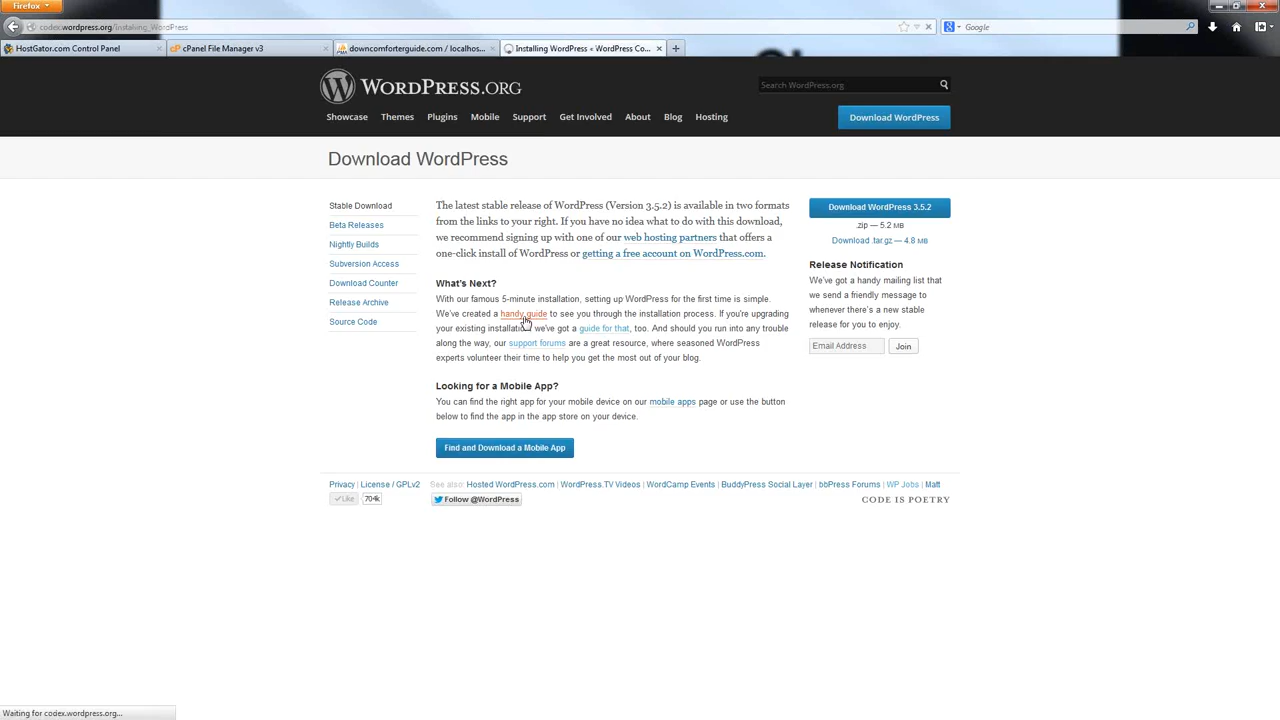 Firefox
codex.wordpress.org/Installing_WordPress
Google
HostGator.com Control Panel
cPanel File Manager v3
downcomforterguide.com / localhos...
Installing WordPress « WordPress Co...
WORDPRESS.ORG
Search WordPress.org
Showcase Themes Plugins Mobile Support Get Involved About Blog Hosting
Download WordPress
Download WordPress
Stable Download
Beta Releases
Nightly Builds
Subversion Access
Download Counter
Release Archive
Source Code
The latest stable release of WordPress (Version 3.5.2) is available in two formats
from the links to your right. If you have no idea what to do with this download,
we recommend signing up with one of our web hosting partners that offers a
one-click install of WordPress or getting a free account on WordPress.com.
What's Next?
With our famous 5-minute installation, setting up WordPress for the first time is simple.
We've created a handy guide to see you through the installation process. If you're upgrading
your existing installation, we've got a guide for that, too. And should you run into any trouble
along the way, our support forums are a great resource, where seasoned WordPress
experts volunteer their time to help you get the most out of your blog.
Looking for a Mobile App?
You can find the right app for your mobile device on our mobile apps page or use the button
below to find the app in the app store on your device.
Find and Download a Mobile App
Download WordPress 3.5.2
.zip — 5.2 MB
Download .tar.gz — 4.8 MB
Release Notification
We've got a handy mailing list that
we send a friendly message to
whenever there's a new stable
release for you to enjoy.
Email Address
Join
Privacy | License / GPLv2
See also: Hosted WordPress.com | WordPress.TV Videos | WordCamp Events | BuddyPress Social Layer | bbPress Forums | WP Jobs | Matt
Like 704k
Follow @WordPress
CODE IS POETRY
Waiting for codex.wordpress.org...